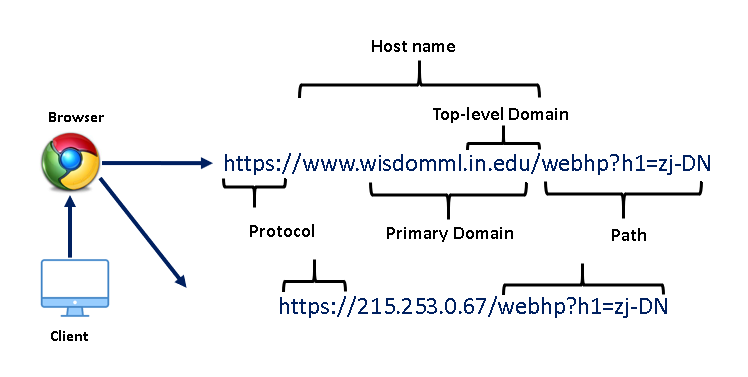 Host name
Browser
Top-level Domain
https://www.wisdomml.in.edu/webhp?h1=zj-DN
Protocol
Primary Domain
Path
https://215.253.0.67/webhp?h1=zj-DN
Client